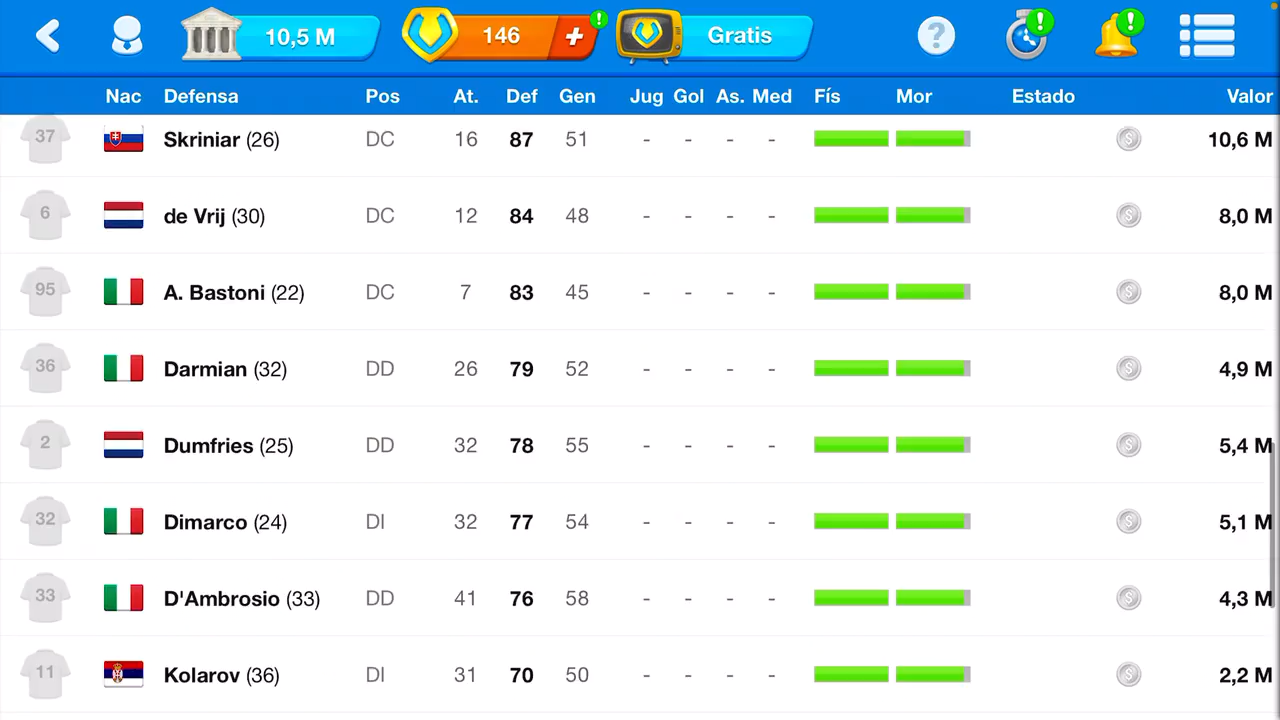 10,5 M 146 + Gratis ? ! !
Nac Defensa Pos At. Def Gen Jug Gol As. Med Fís Mor Estado Valor
37 Skriniar (26) DC 16 87 51 - - - - 10,6 M
6 de Vrij (30) DC 12 84 48 - - - - 8,0 M
95 A. Bastoni (22) DC 7 83 45 - - - - 8,0 M
36 Darmian (32) DD 26 79 52 - - - - 4,9 M
2 Dumfries (25) DD 32 78 55 - - - - 5,4 M
32 Dimarco (24) DI 32 77 54 - - - - 5,1 M
33 D'Ambrosio (33) DD 41 76 58 - - - - 4,3 M
11 Kolarov (36) DI 31 70 50 - - - - 2,2 M